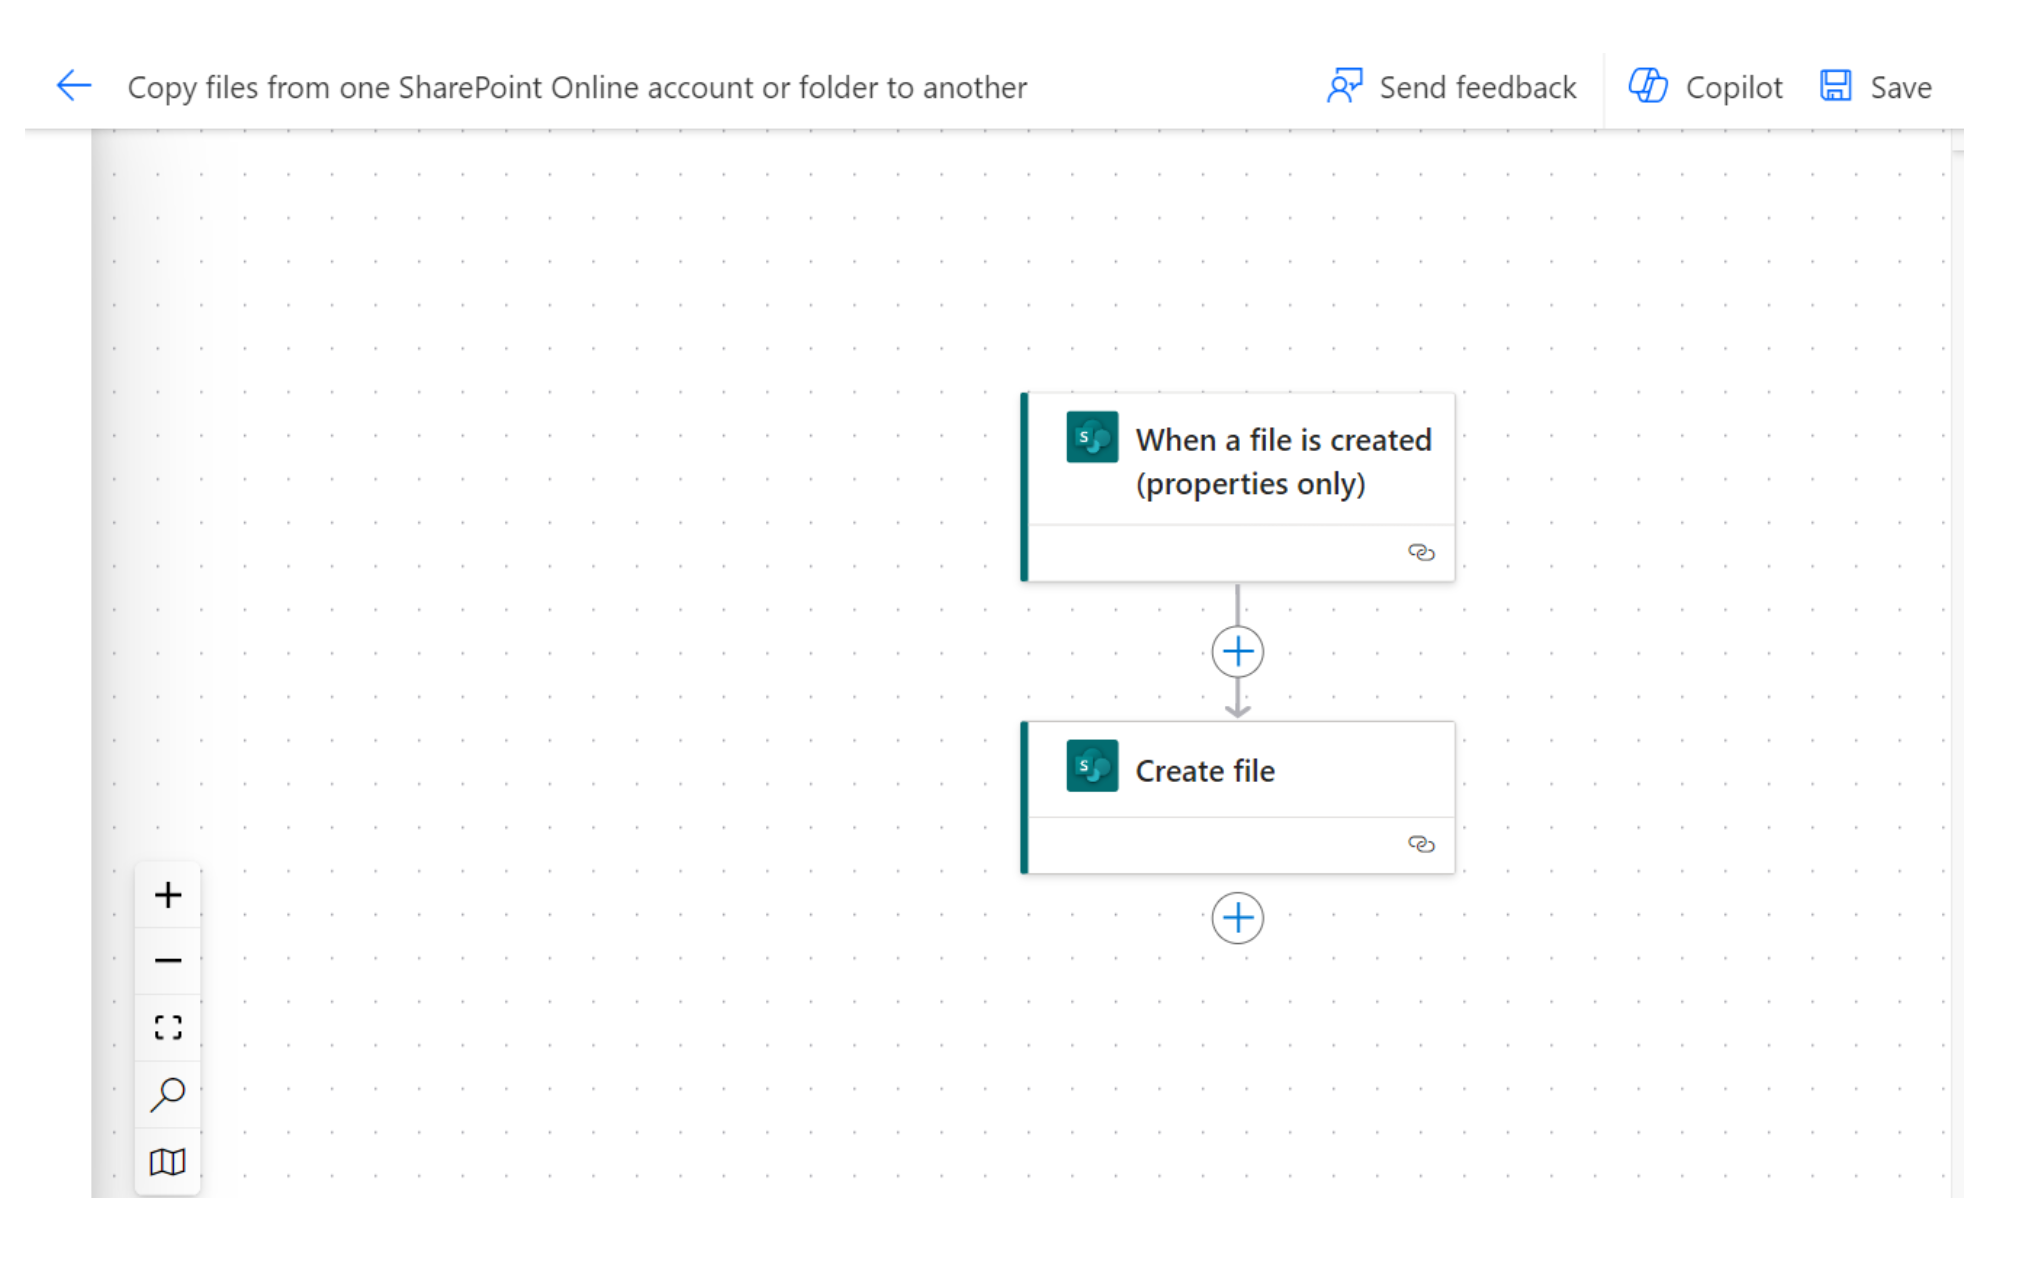 Copy files from one SharePoint Online account or folder to another
Send feedback
Copilot
Save
S
When a file is created
(properties only)
S
Create file